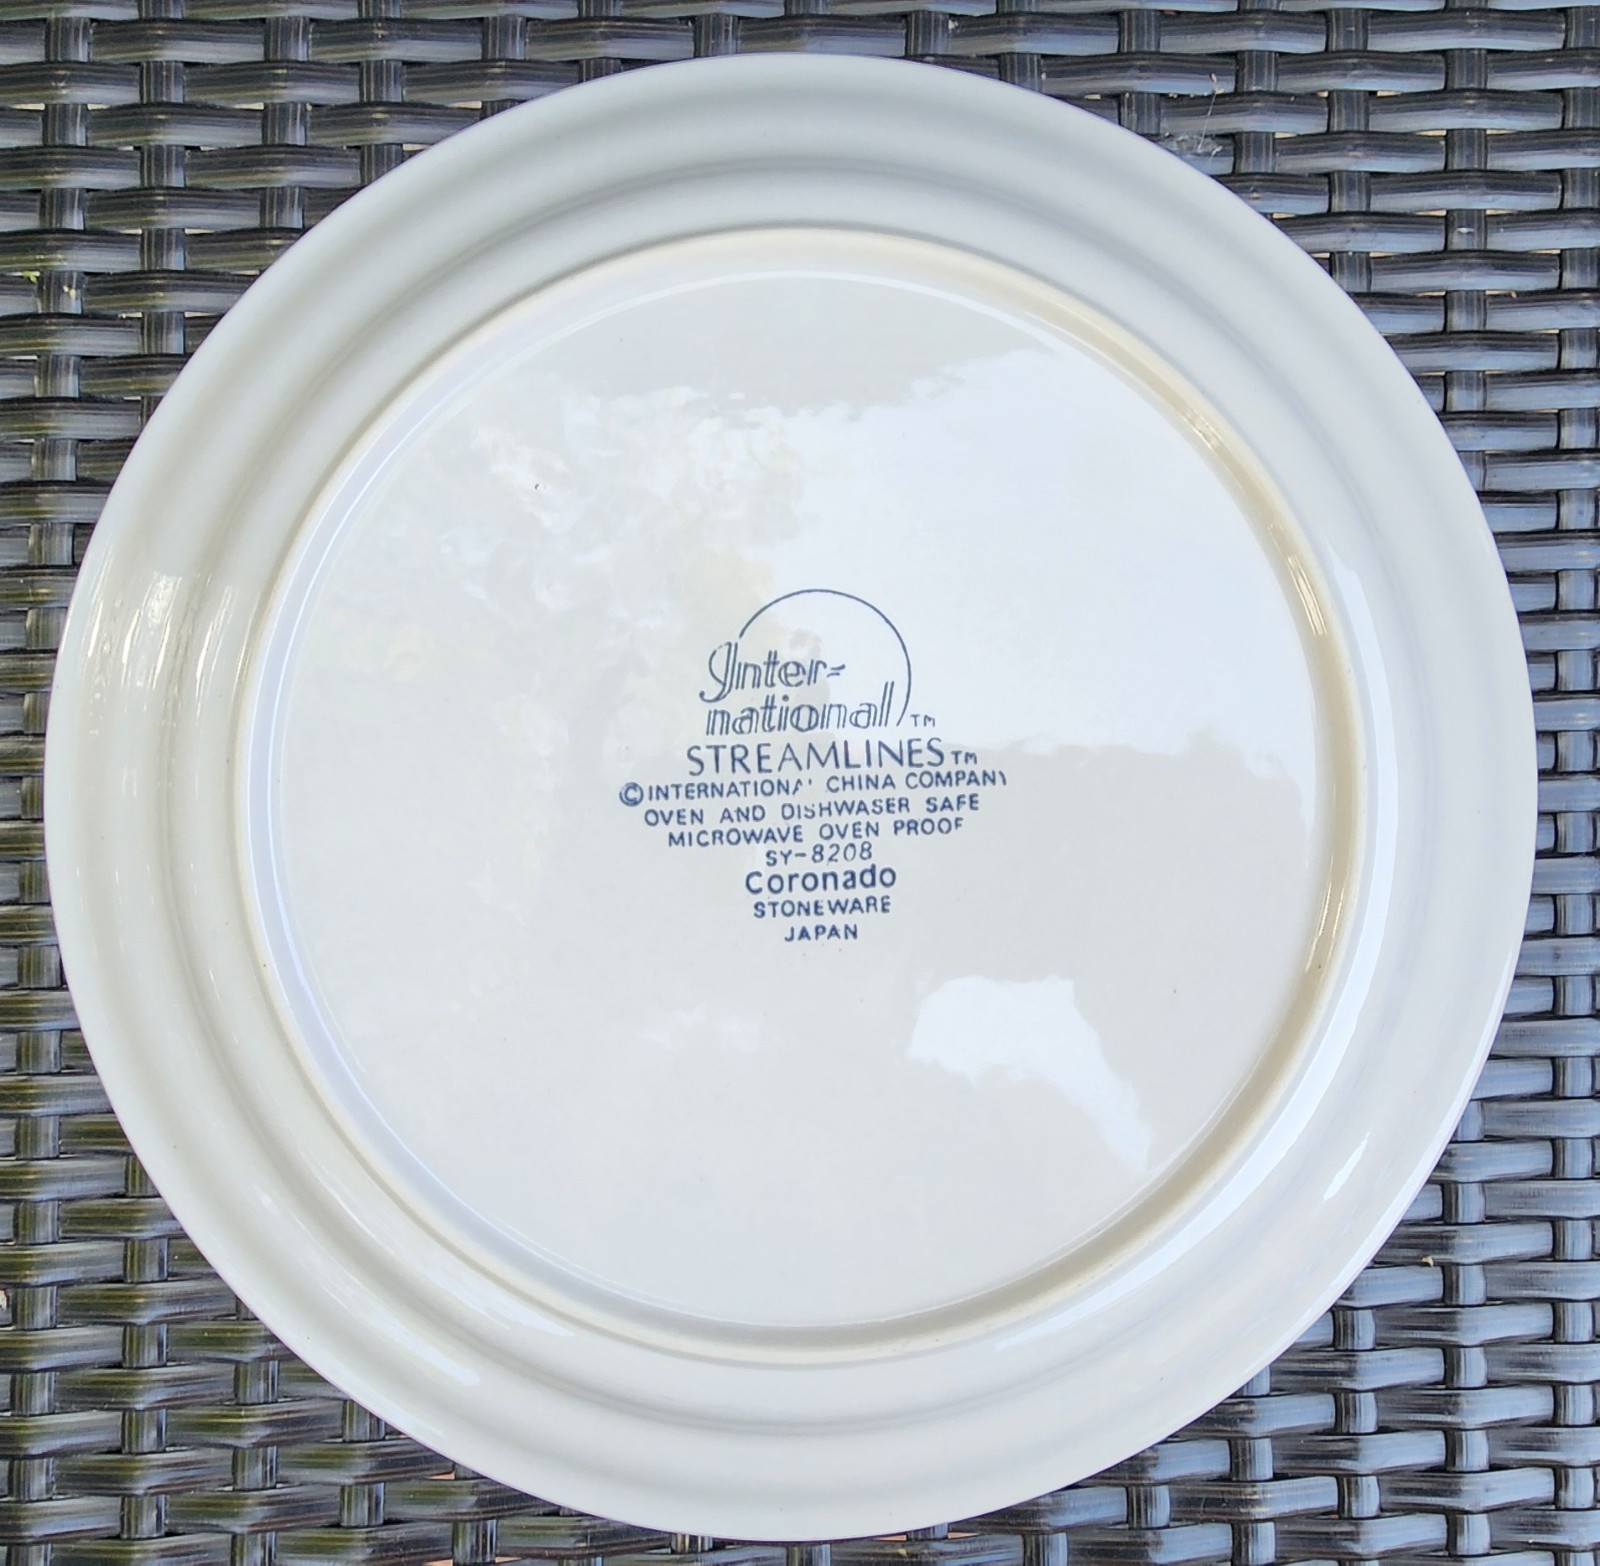 Inter-
national TM
STREAMLINES TM
© INTERNATIONA' CHINA COMPANY
OVEN AND DISHWASER SAFE
MICROWAVE OVEN PROOF
SY-8208
Coronado
STONEWARE
JAPAN